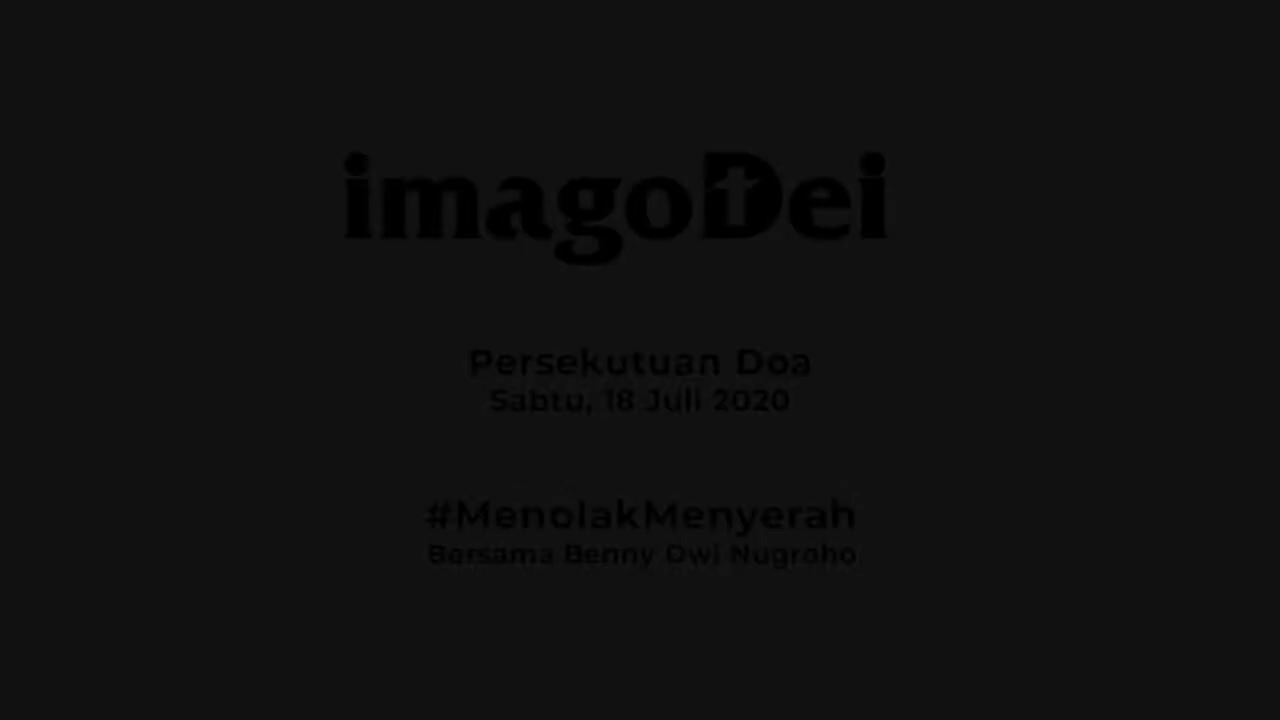 imagoDei
Persekutuan Doa
Sabtu, 18 Juli 2020
#MenolakMenyerah
Bersama Benny Dwi Nugroho